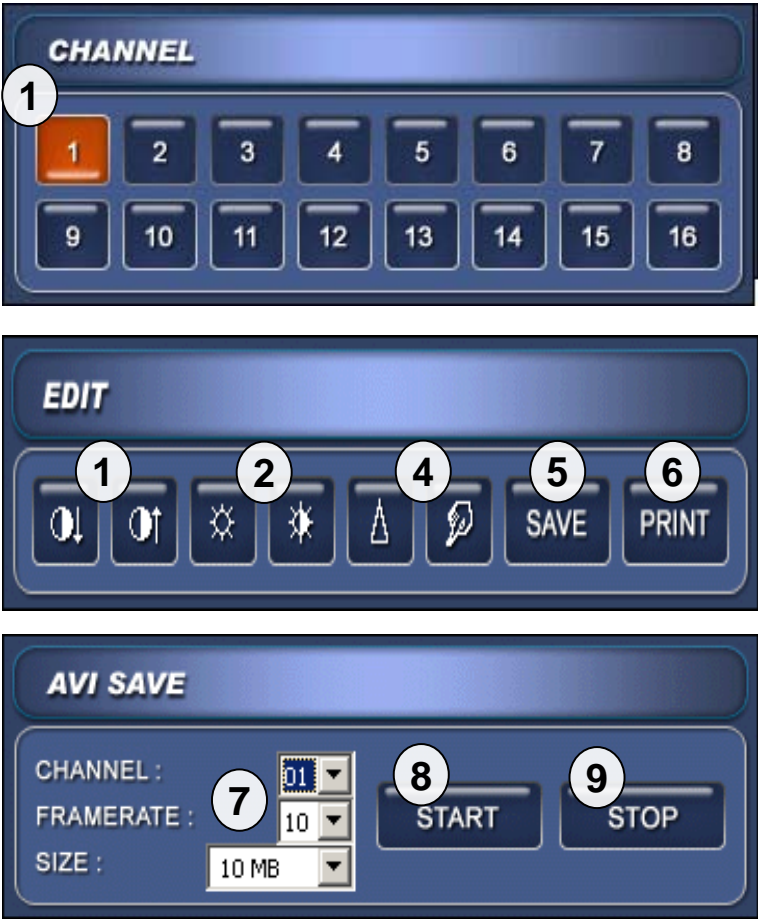 CHANNEL
1
1 2 3 4 5 6 7 8
9 10 11 12 13 14 15 16
EDIT
1 2 4 5 6
SAVE PRINT
AVI SAVE
CHANNEL : 01
7 8 9
FRAMERATE : 10 START STOP
SIZE : 10 MB